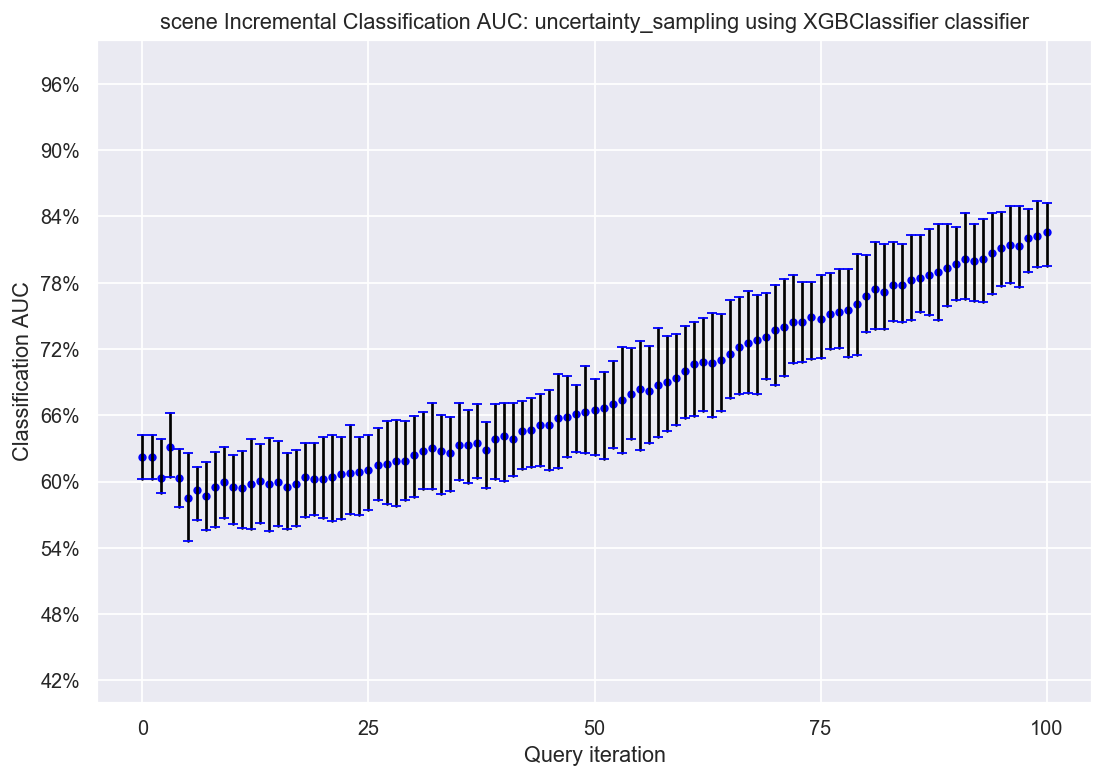 scene Incremental Classification AUC: uncertainty_sampling using XGBClassifier classifier
96%
90%
84%
78%
72%
66%
60%
54%
48%
42%
Classification AUC
0 25 50 75 100
Query iteration